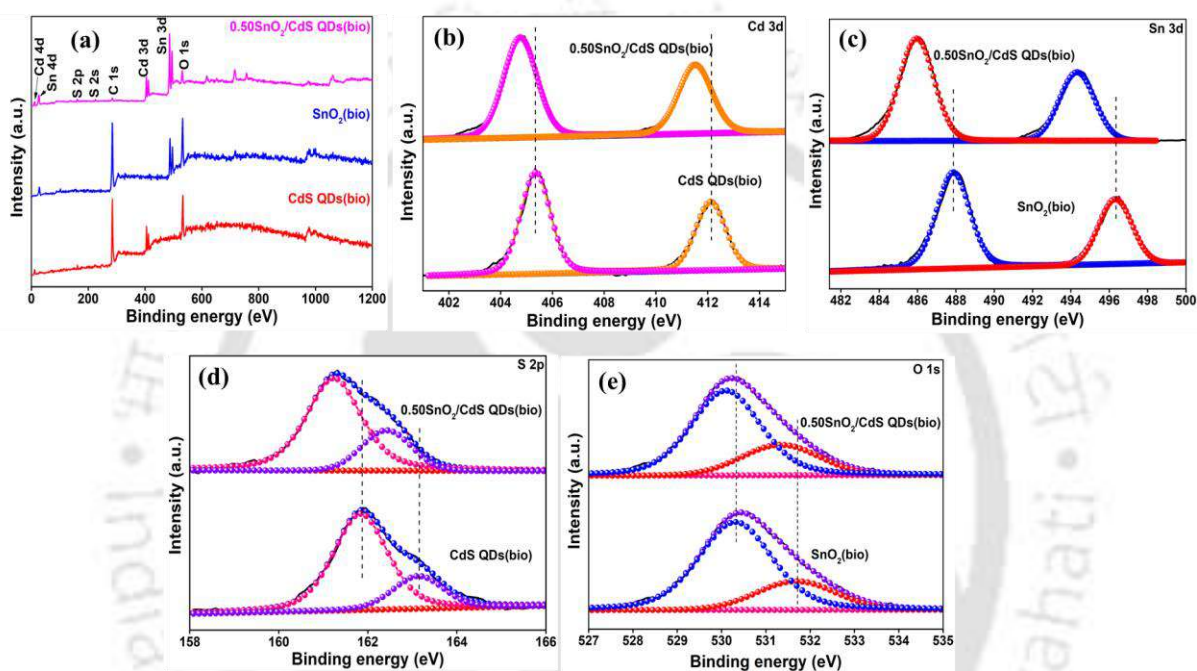 (a)
0.50SnO₂/CdS QDs(bio)
Cd 4d
Sn 4d
S 2p
S 2s
C 1s
Cd 3d
Sn 3d
O 1s
SnO₂(bio)
CdS QDs(bio)
Intensity (a.u.)
0 200 400 600 800 1000 1200
Binding energy (eV)
(b)
Cd 3d
0.50SnO₂/CdS QDs(bio)
CdS QDs(bio)
Intensity (a.u.)
402 404 406 408 410 412 414
Binding energy (eV)
(c)
Sn 3d
0.50SnO₂/CdS QDs(bio)
SnO₂(bio)
Intensity (a.u.)
482 484 486 488 490 492 494 496 498 500
Binding energy (eV)
(d)
S 2p
0.50SnO₂/CdS QDs(bio)
CdS QDs(bio)
Intensity (a.u.)
158 160 162 164 166
Binding energy (eV)
(e)
O 1s
0.50SnO₂/CdS QDs(bio)
SnO₂(bio)
Intensity (a.u.)
527 528 529 530 531 532 533 534 535
Binding energy (eV)